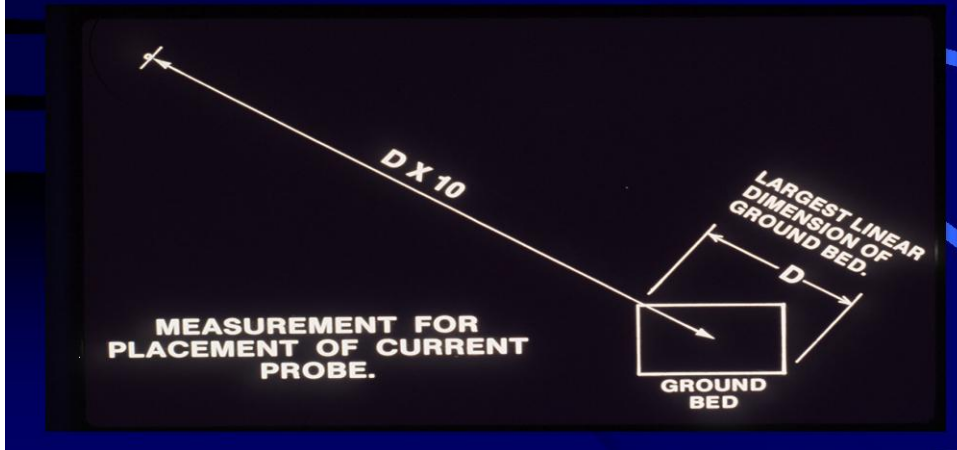 D X 10
LARGEST LINEAR
DIMENSION OF
GROUND BED.
D
MEASUREMENT FOR
PLACEMENT OF CURRENT
PROBE.
GROUND
BED